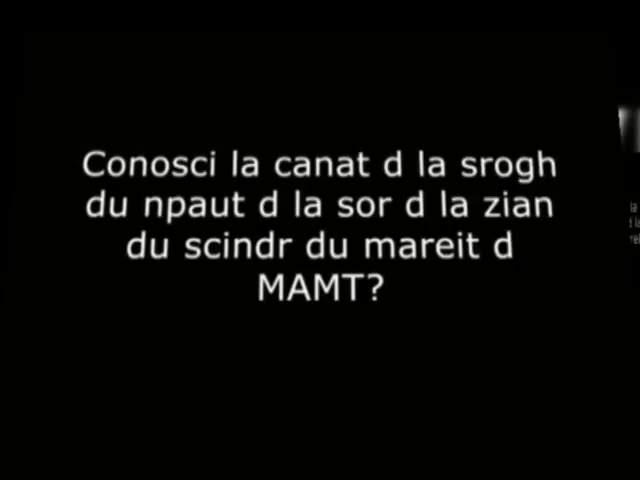 Conosci la canat d la srogh
du npaut d la sor d la zian
du scindr du mareit d
MAMT?